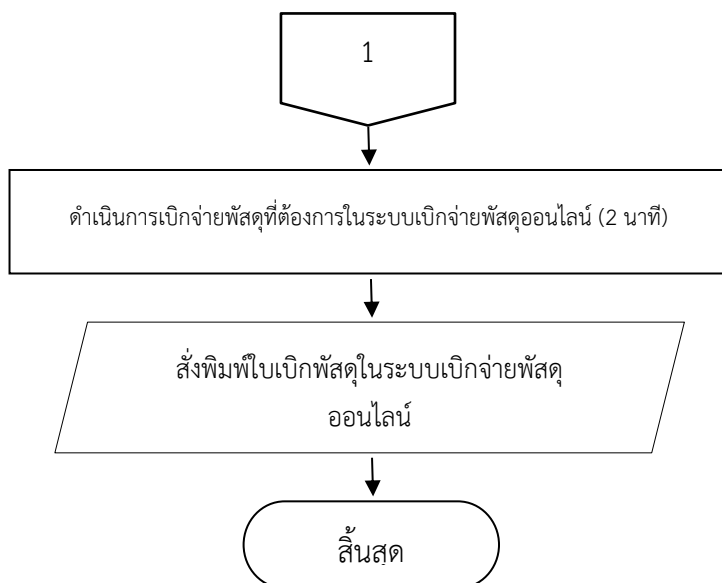 1
ดำเนินการเบิกจ่ายพัสดุที่ต้องการในระบบเบิกจ่ายพัสดุออนไลน์ (2 นาที)
สั่งพิมพ์ใบเบิกพัสดุในระบบเบิกจ่ายพัสดุ
ออนไลน์
สิ้นสุด